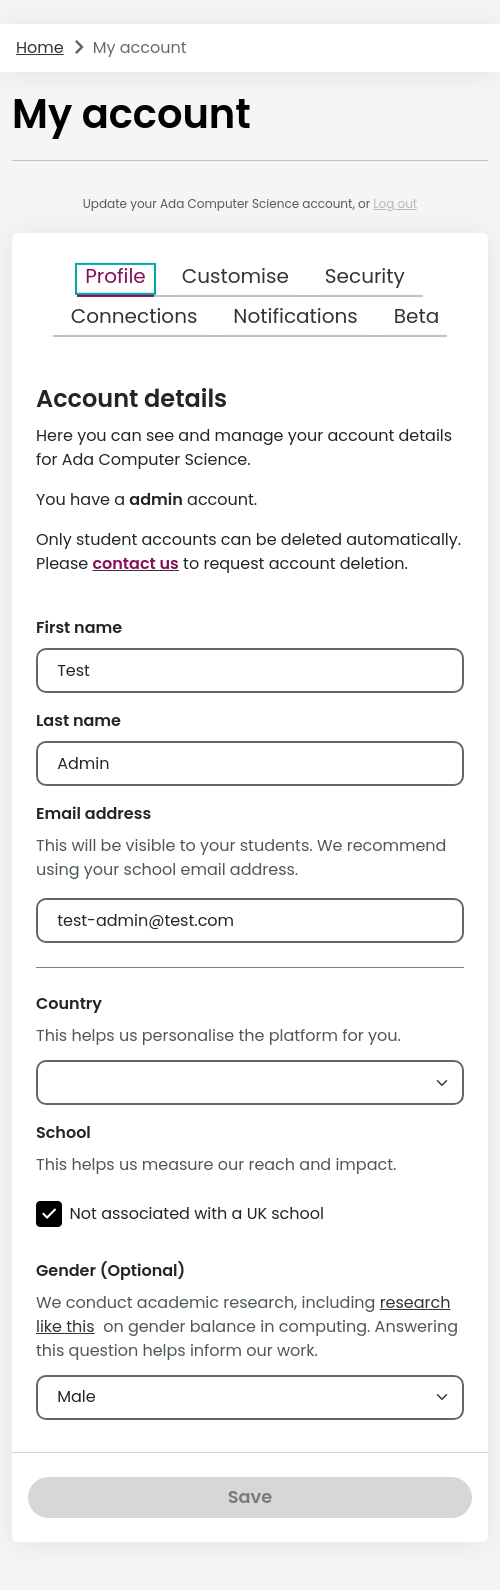 Home My account
My account
Update your Ada Computer Science account, or Log out
Profile Customise Security
Connections Notifications Beta
Account details
Here you can see and manage your account details
for Ada Computer Science.
You have a admin account.
Only student accounts can be deleted automatically.
Please contact us to request account deletion.
First name
Test
Last name
Admin
Email address
This will be visible to your students. We recommend
using your school email address.
test-admin@test.com
Country
This helps us personalise the platform for you.
School
This helps us measure our reach and impact.
Not associated with a UK school
Gender (Optional)
We conduct academic research, including research
like this on gender balance in computing. Answering
this question helps inform our work.
Male
Save